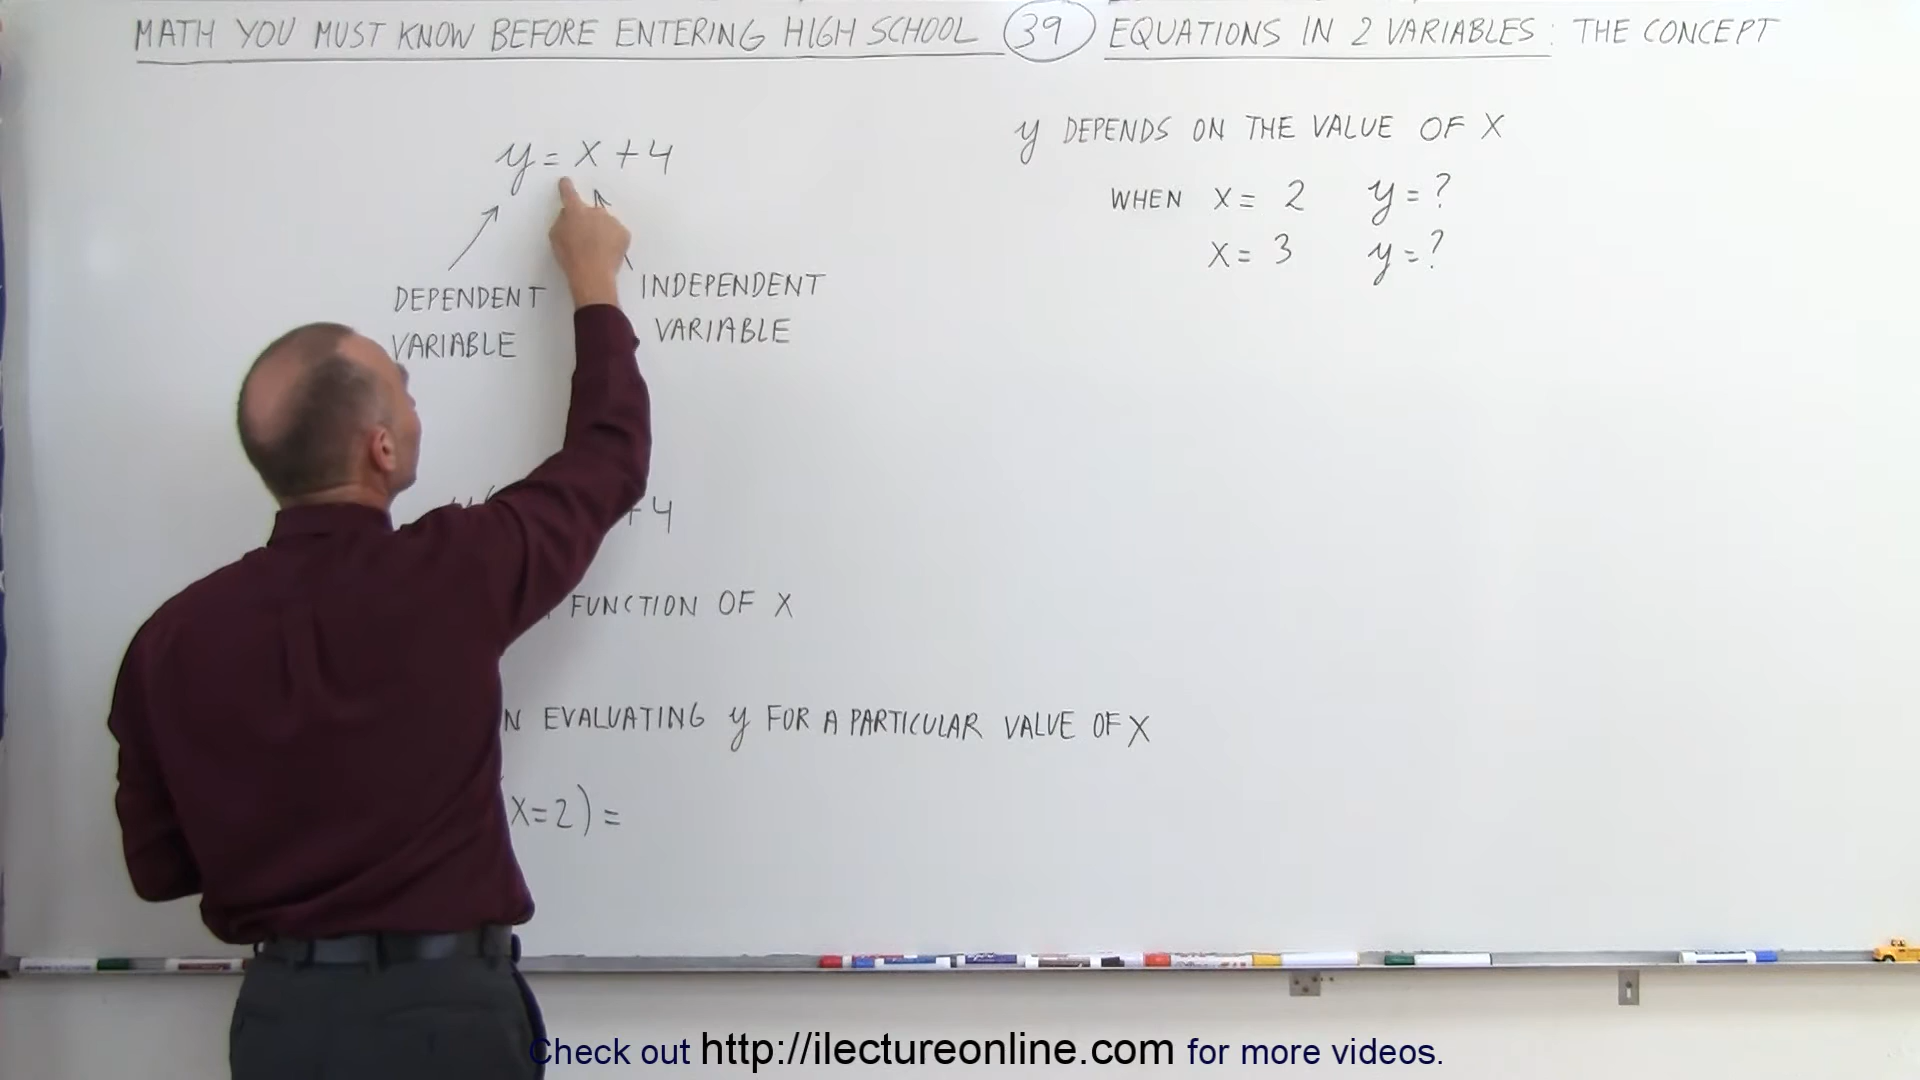 MATH YOU MUST KNOW BEFORE ENTERING HIGH SCHOOL 39 EQUATIONS IN 2 VARIABLES: THE CONCEPT
y = x + 4
DEPENDENT
VARIABLE
INDEPENDENT
VARIABLE
y DEPENDS ON THE VALUE OF X
WHEN X = 2 y = ?
X = 3 y = ?
+ 4
FUNCTION OF X
EVALUATING y FOR A PARTICULAR VALUE OF X
X=2) =
Check out http://ilectureonline.com for more videos.